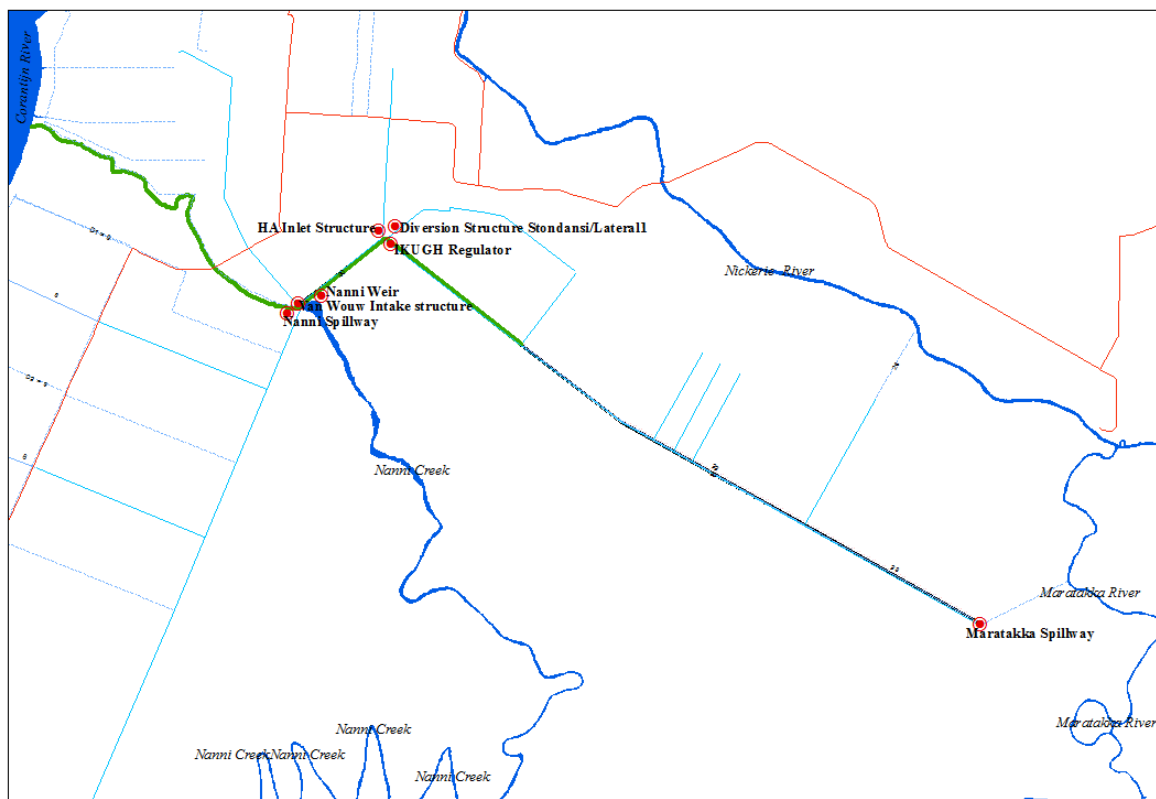 Corantijn River
HA Inlet Structure
Diversion Structure Stondansi/Lateral1
IKUGH Regulator
Nickerie River
Nanni Weir
Van Wouw Intake structure
Nanni Spillway
Nanni Creek
Maratakka River
Maratakka Spillway
Maratakka River
Nanni Creek
Nanni Creek
Nanni Creek
Nanni Creek